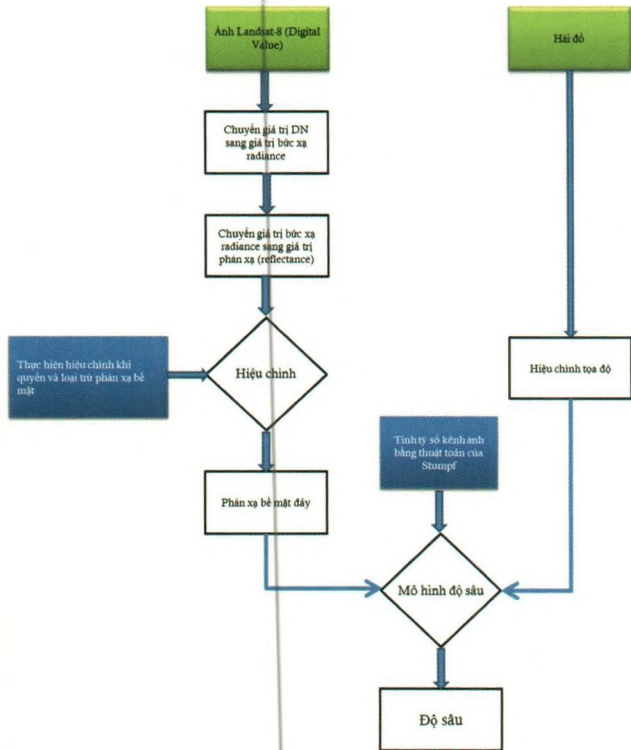 Ảnh Landsat-8 (Digital
Value)
Hải đồ
Chuyển giá trị DN
sang giá trị bức xạ
radiance
Chuyển giá trị bức xạ
radiance sang giá trị
phản xạ (reflectance)
Thực hiện hiệu chỉnh khí
quyển và loại trừ phản xạ bề
mặt
Hiệu chỉnh
Hiệu chỉnh tọa độ
Tính tỷ số kênh ảnh
bằng thuật toán của
Stumpf
Phản xạ bề mặt đáy
Mô hình độ sâu
Độ sâu